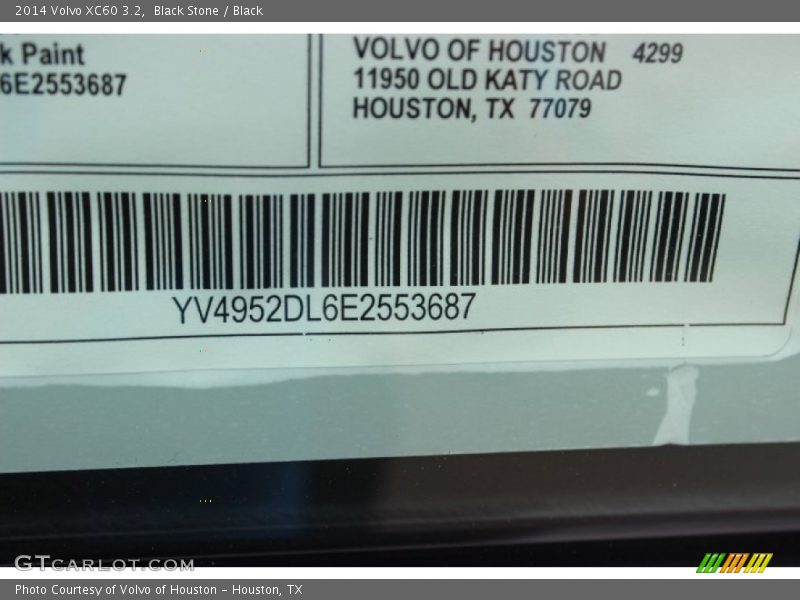 2014 Volvo XC60 3.2, Black Stone / Black
k Paint
6E2553687
VOLVO OF HOUSTON 4299
11950 OLD KATY ROAD
HOUSTON, TX 77079
YV4952DL6E2553687
GTCARLOT.COM
Photo Courtesy of Volvo of Houston - Houston, TX